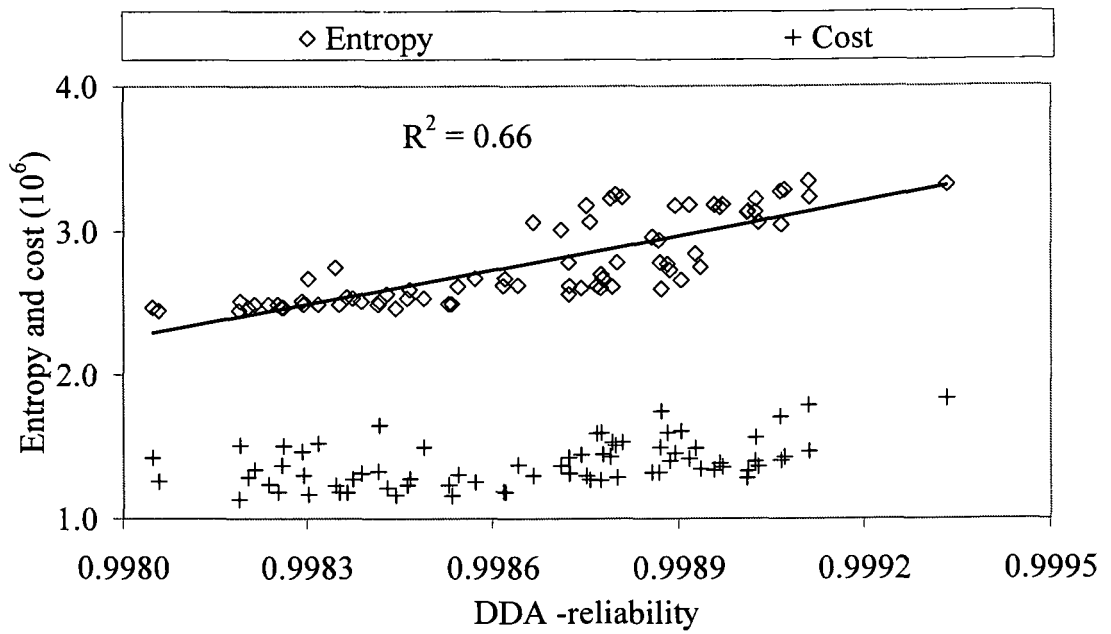 Entropy Cost
4.0
R² = 0.66
3.0
2.0
1.0
Entropy and cost (10⁶)
0.9980 0.9983 0.9986 0.9989 0.9992 0.9995
DDA -reliability